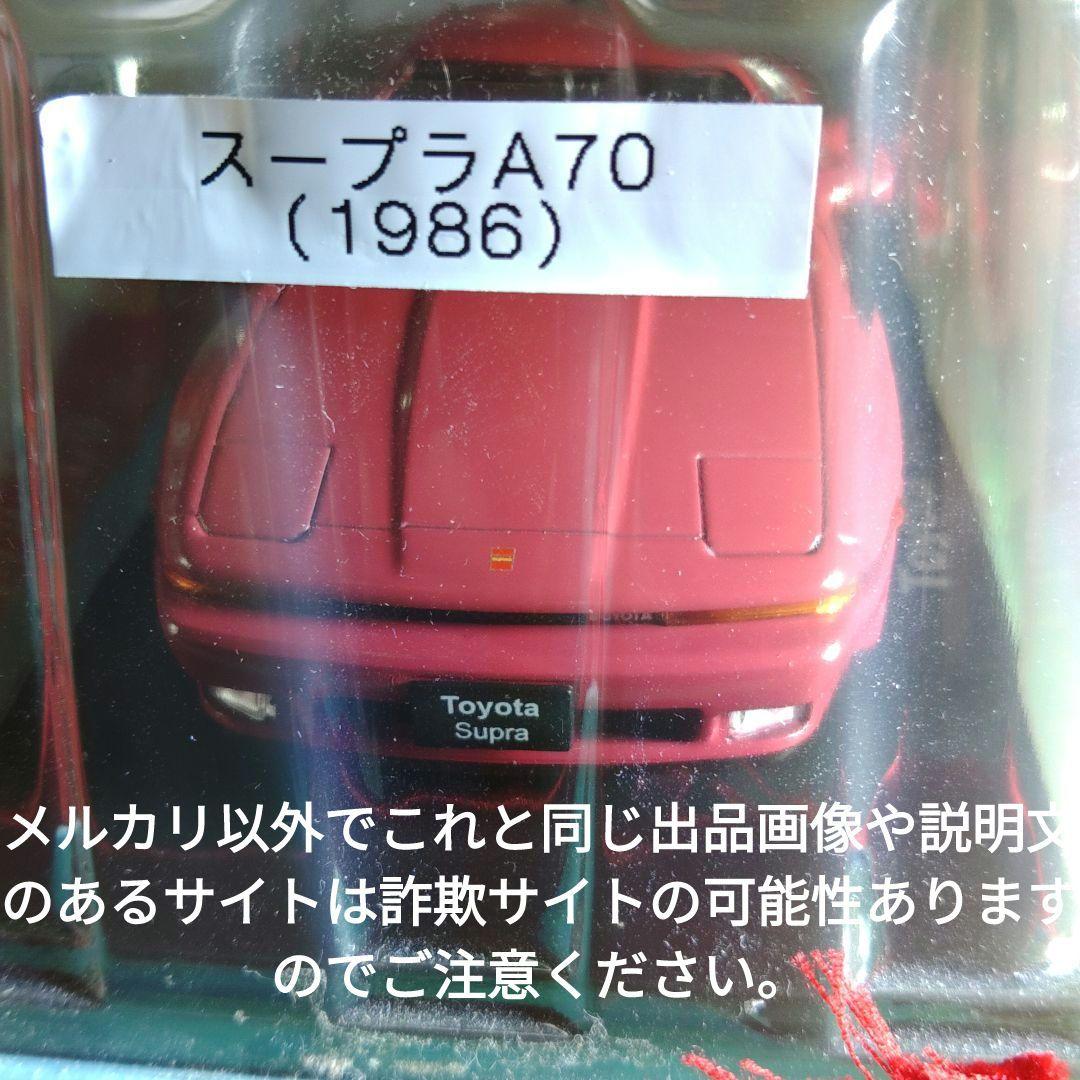 スープラA70
(1986)
TOYOTA
Toyota
Supra
メルカリ以外でこれと同じ出品画像や説明文
のあるサイトは詐欺サイトの可能性あります
のでご注意ください。